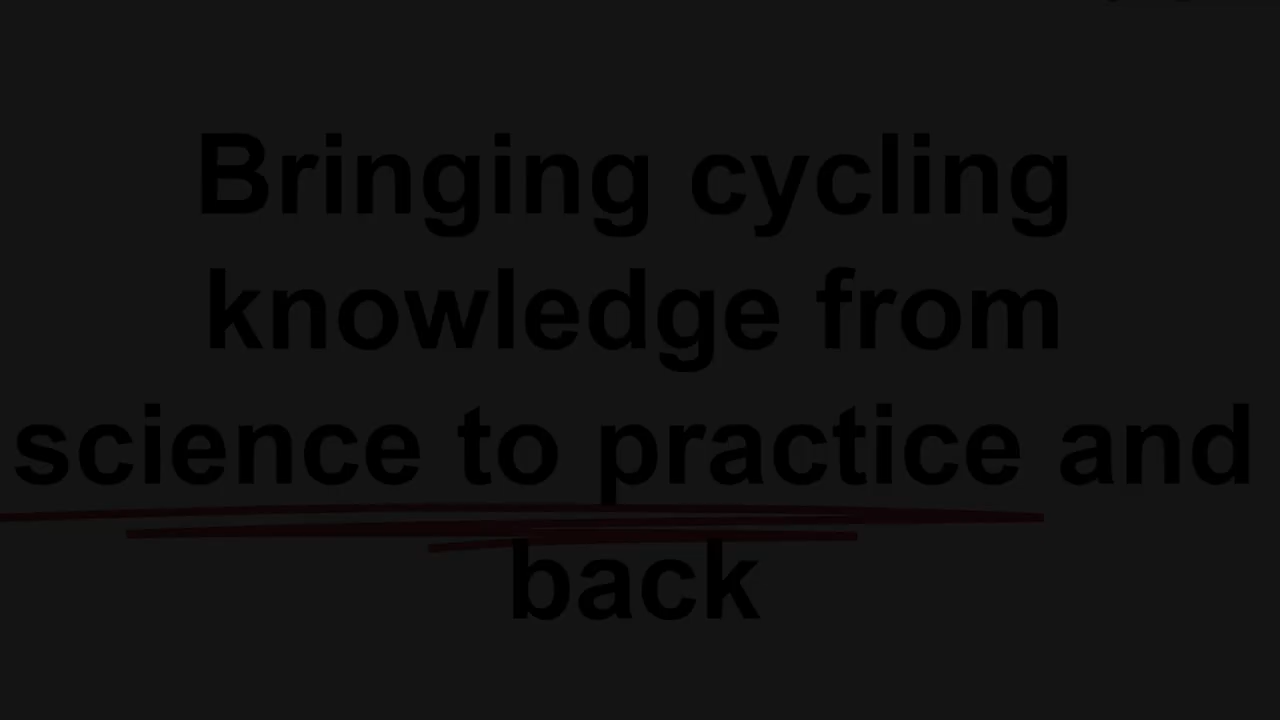 Bringing cycling
knowledge from
science to practice and
back